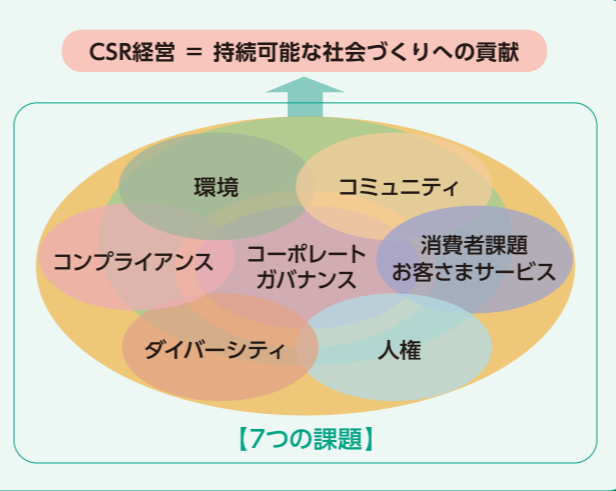 CSR経営 = 持続可能な社会づくりへの貢献
環境
コミュニティ
コンプライアンス
コーポレート
ガバナンス
消費者課題
お客さまサービス
ダイバーシティ
人権
【7つの課題】